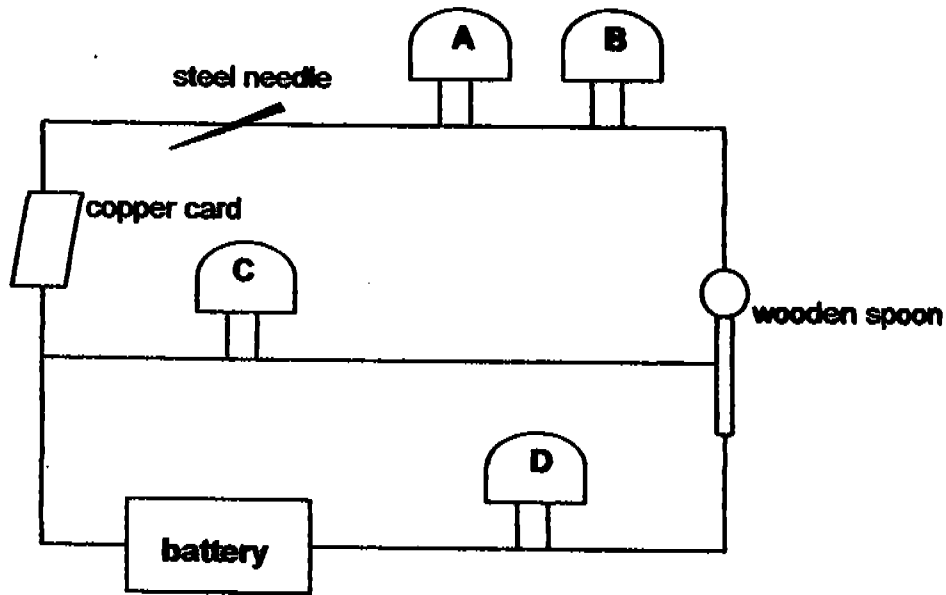 A
B
steel needle
copper card
C
wooden spoon
D
battery